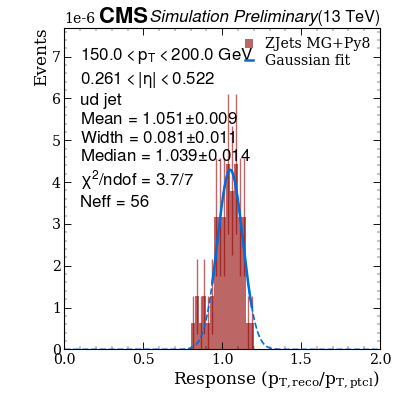 1e-6 CMS Simulation Preliminary (13 TeV)
Events
ZJets MG+Py8
Gaussian fit
150.0 < p_T < 200.0 GeV
0.261 < |η| < 0.522
ud jet
Mean = 1.051±0.009
Width = 0.081±0.011
Median = 1.039±0.014
χ²/ndof = 3.7/7
Neff = 56
7
6
5
4
3
2
1
0
0.0 0.5 1.0 1.5 2.0
Response (p_T,reco/p_T,ptcl)